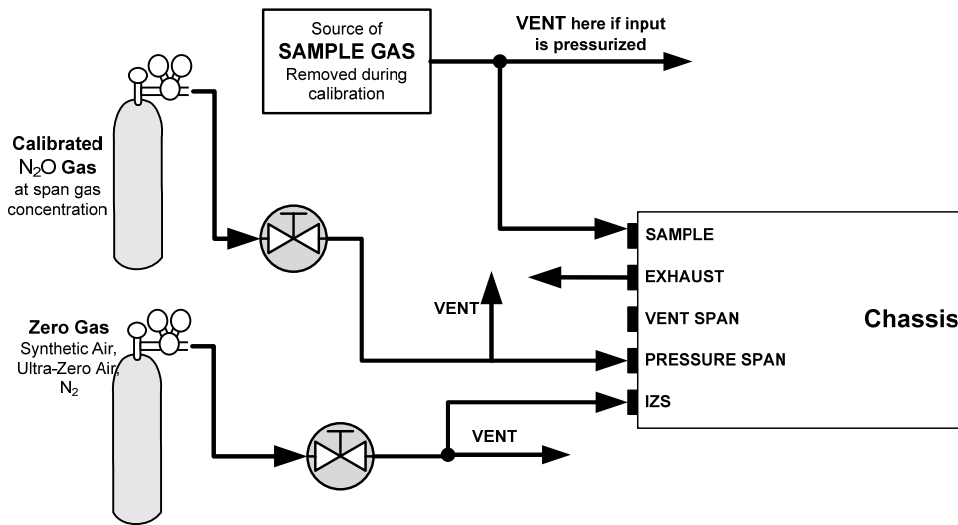 Source of
SAMPLE GAS
Removed during
calibration
VENT here if input
is pressurized
Calibrated
N₂O Gas
at span gas
concentration
SAMPLE
EXHAUST
VENT SPAN
PRESSURE SPAN
IZS
Chassis
VENT
Zero Gas
Synthetic Air,
Ultra-Zero Air,
N₂
VENT